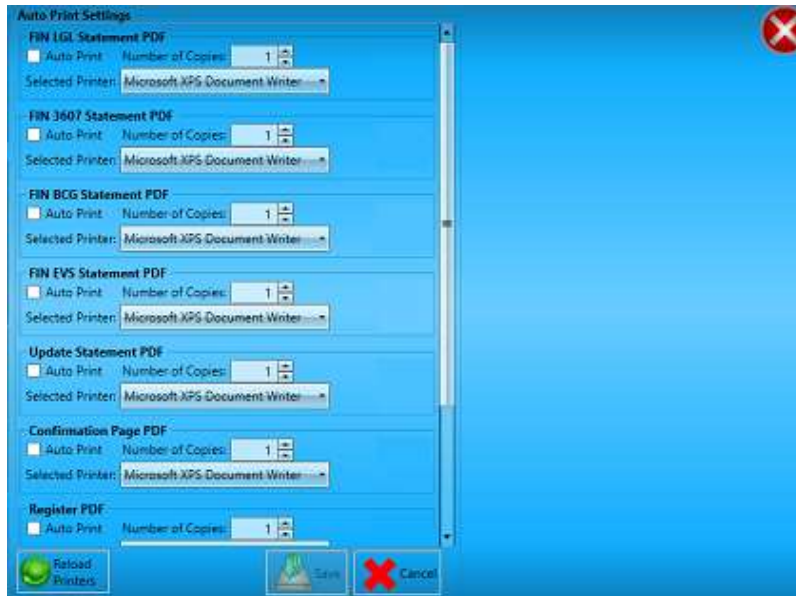 Auto Print Settings
FIN LGL Statement PDF
Auto Print Number of Copies: 1
Selected Printer: Microsoft XPS Document Writer
FIN 3607 Statement PDF
Auto Print Number of Copies: 1
Selected Printer: Microsoft XPS Document Writer
FIN BCG Statement PDF
Auto Print Number of Copies: 1
Selected Printer: Microsoft XPS Document Writer
FIN EVS Statement PDF
Auto Print Number of Copies: 1
Selected Printer: Microsoft XPS Document Writer
Update Statement PDF
Auto Print Number of Copies: 1
Selected Printer: Microsoft XPS Document Writer
Confirmation Page PDF
Auto Print Number of Copies: 1
Selected Printer: Microsoft XPS Document Writer
Register PDF
Auto Print Number of Copies: 1
Reload
Printers
Save
Cancel